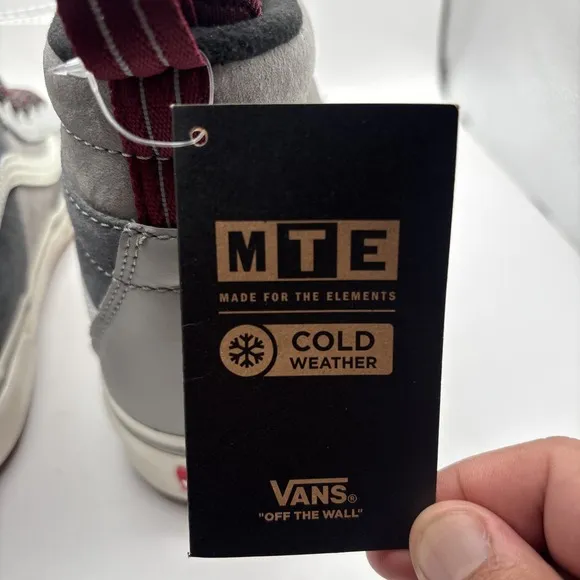 MTE
MADE FOR THE ELEMENTS
COLD
WEATHER
VANS®
"OFF THE WALL"